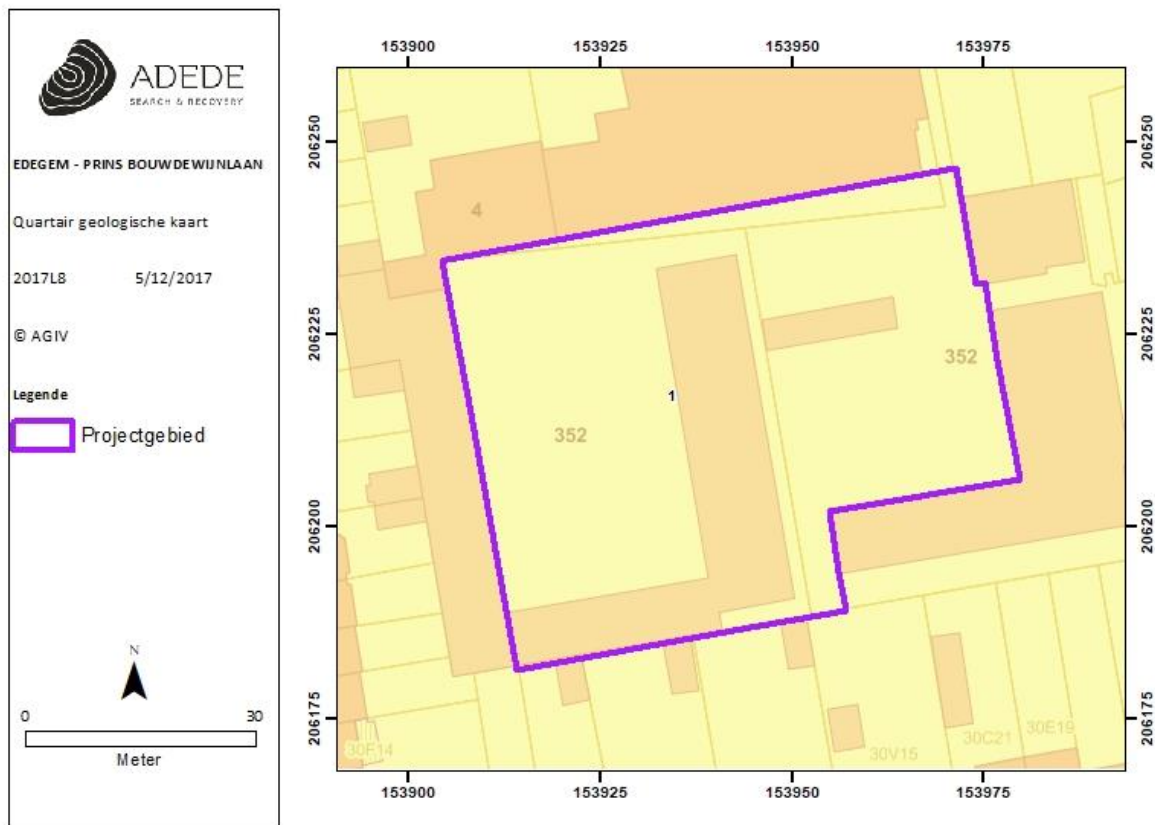 ADEDE
SEARCH & RECOVERY
EDEGEM - PRINS BOUWDEWIJNLAAN
Quartair geologische kaart
2017L8 5/12/2017
© AGIV
Legende
Projectgebied
N
0 30
Meter
153900 153925 153950 153975
206250 206250
4
206225 206225
352
1
352
206200 206200
206175 206175
30F14 30V15 30C21 30E19
153900 153925 153950 153975